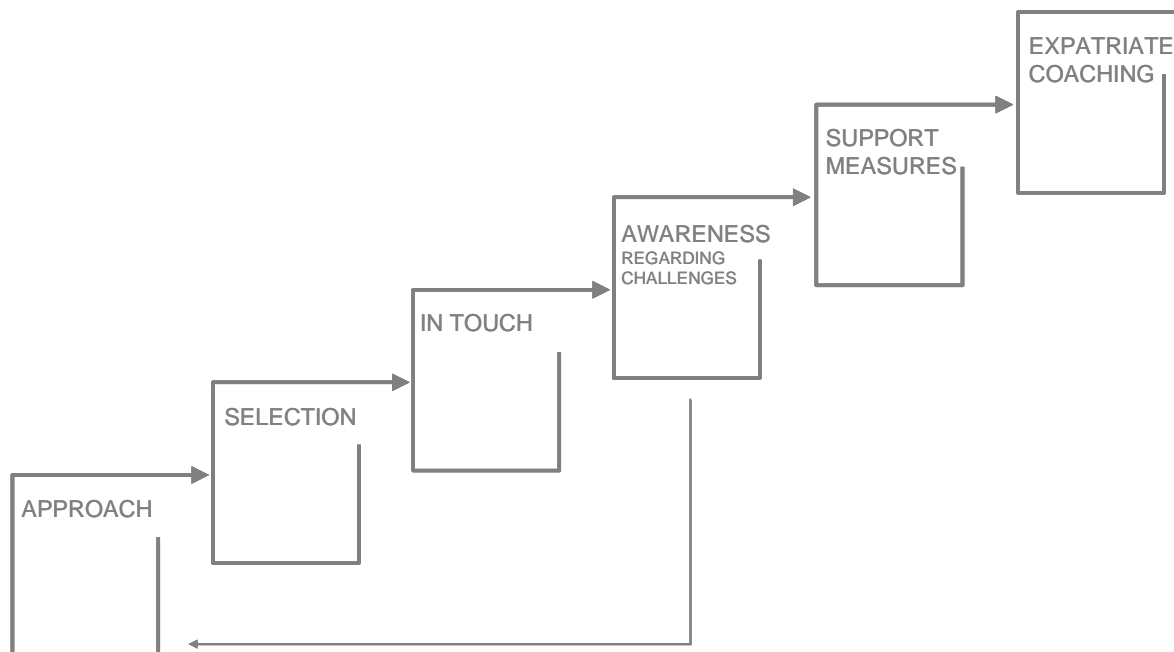 EXPATRIATE
COACHING
SUPPORT
MEASURES
AWARENESS
REGARDING
CHALLENGES
IN TOUCH
SELECTION
APPROACH